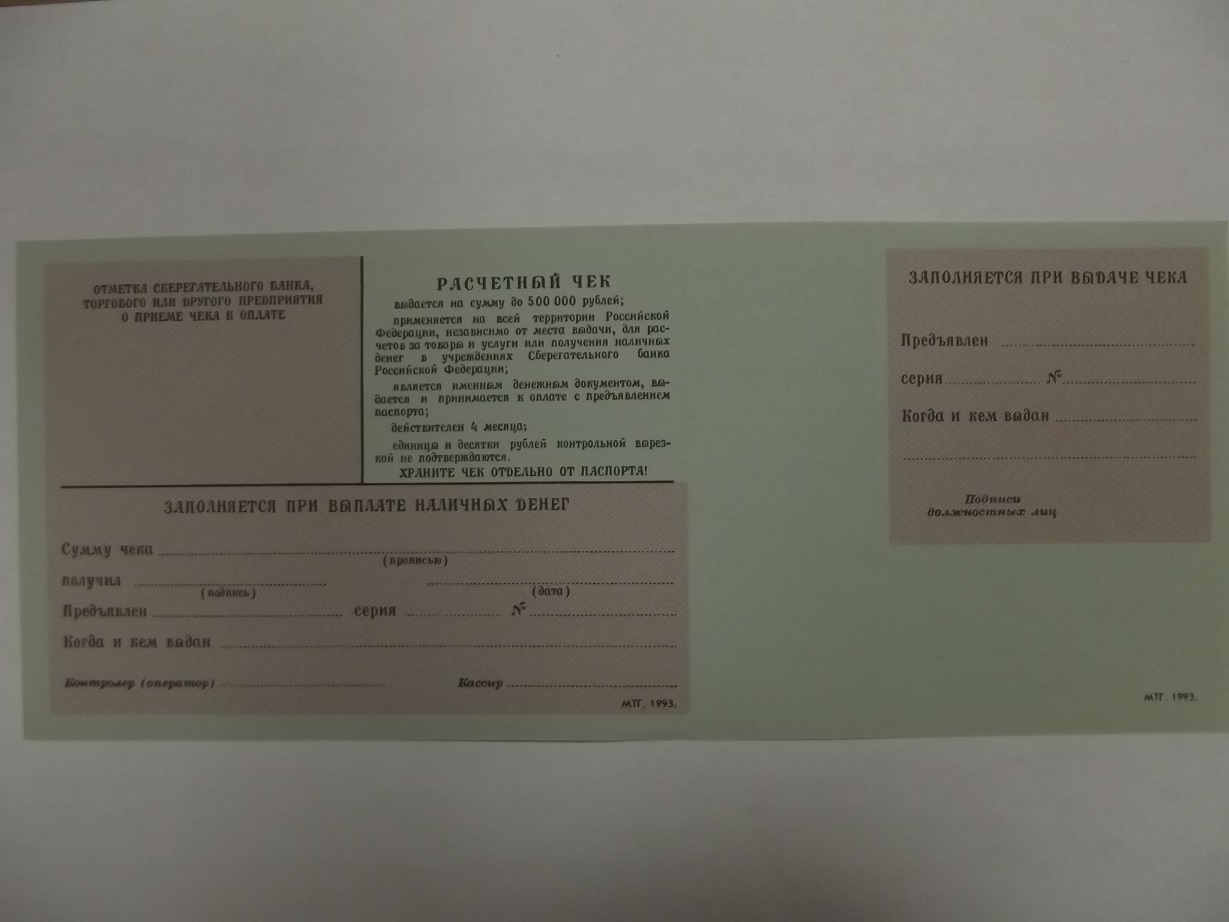 ОТМЕТКА СБЕРЕГАТЕЛЬНОГО БАНКА,
ТОРГОВОГО ИЛИ ДРУГОГО ПРЕДПРИЯТИЯ
О ПРИЕМЕ ЧЕКА К ОПЛАТЕ
РАСЧЕТНЫЙ ЧЕК
выдается на сумму до 500 000 рублей;
применяется на всей территории Российской
Федерации, независимо от места выдачи, для рас-
четов за товары и услуги или получения наличных
денег в учреждениях Сберегательного банка
Российской Федерации;
является именным денежным документом, вы-
дается и принимается к оплате с предъявлением
паспорта;
действителен 4 месяца;
единицы и десятки рублей контрольной вырез-
кой не подтверждаются.
ХРАНИТЕ ЧЕК ОТДЕЛЬНО ОТ ПАСПОРТА!
ЗАПОЛНЯЕТСЯ ПРИ ВЫПЛАТЕ НАЛИЧНЫХ ДЕНЕГ
Сумму чека
(прописью)
получил
(подпись) (дата)
Предъявлен серия №
Когда и кем выдан
Контролер (оператор) Кассир
МТГ. 1993.
ЗАПОЛНЯЕТСЯ ПРИ ВЫДАЧЕ ЧЕКА
Предъявлен
серия №
Когда и кем выдан
Подписи
должностных лиц
МТГ. 1993.